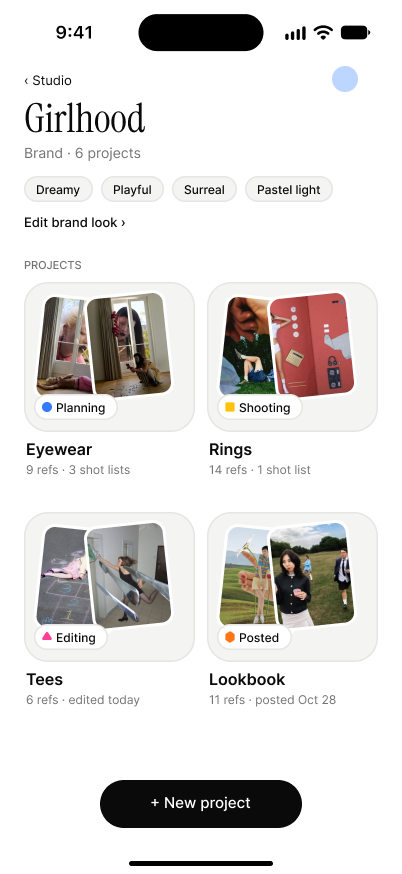 9:41
‹ Studio
Girlhood
Brand · 6 projects
Dreamy
Playful
Surreal
Pastel light
Edit brand look ›
PROJECTS
Planning
Shooting
Eyewear
Rings
9 refs · 3 shot lists
14 refs · 1 shot list
Editing
Posted
Tees
Lookbook
6 refs · edited today
11 refs · posted Oct 28
+ New project